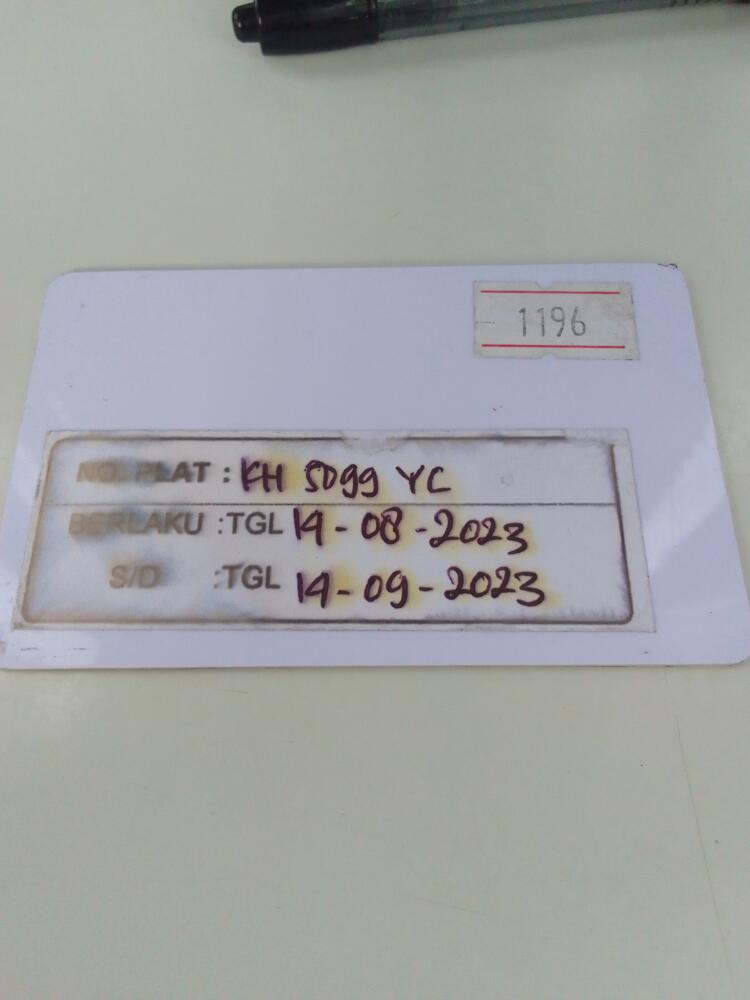 1196
NO. PLAT : KH 5099 YC
BERLAKU :TGL 14-08-2023
S/D :TGL 14-09-2023